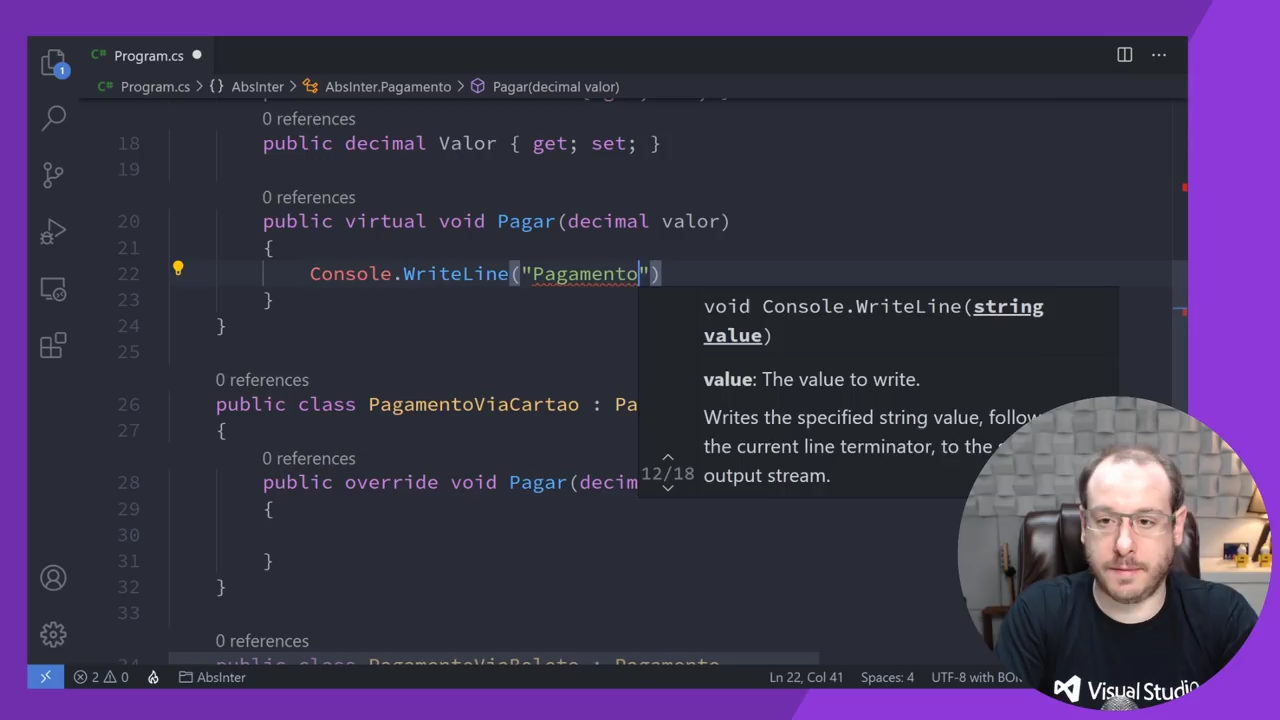 Program.cs
Program.cs > AbsInter > AbsInter.Pagamento > Pagar(decimal valor)
1
0 references
18 public decimal Valor { get; set; }
19
0 references
20 public virtual void Pagar(decimal valor)
21 {
22 Console.WriteLine("Pagamento")
23 }
24 }
25
void Console.WriteLine(string
value)
value: The value to write.
Writes the specified string value, follow
the current line terminator, to the
output stream.
12/18
0 references
26 public class PagamentoViaCartao : Pa
27 {
0 references
28 public override void Pagar(decim
29 {
30
31 }
32 }
33
0 references
public class PagamentoViaBoleto : Pagamento
2 0 AbsInter Ln 22, Col 41 Spaces: 4 UTF-8 with BOM
Visual Studio